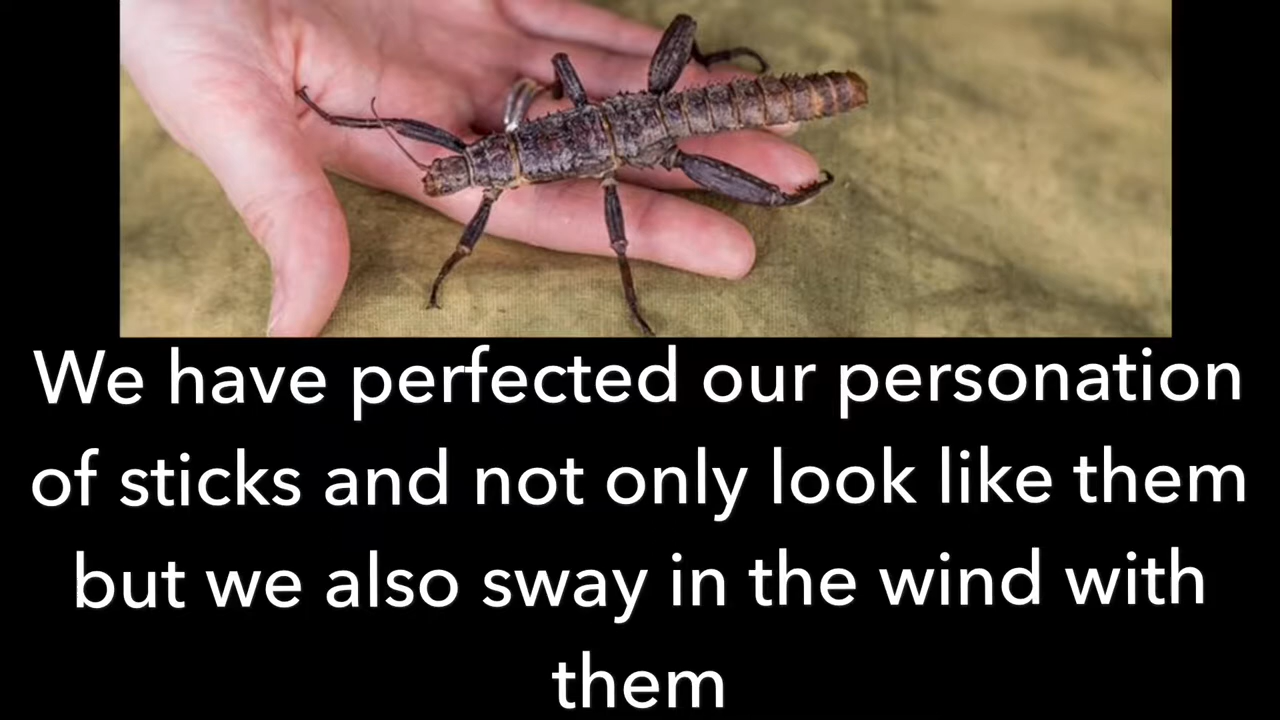 We have perfected our personation
of sticks and not only look like them
but we also sway in the wind with
them